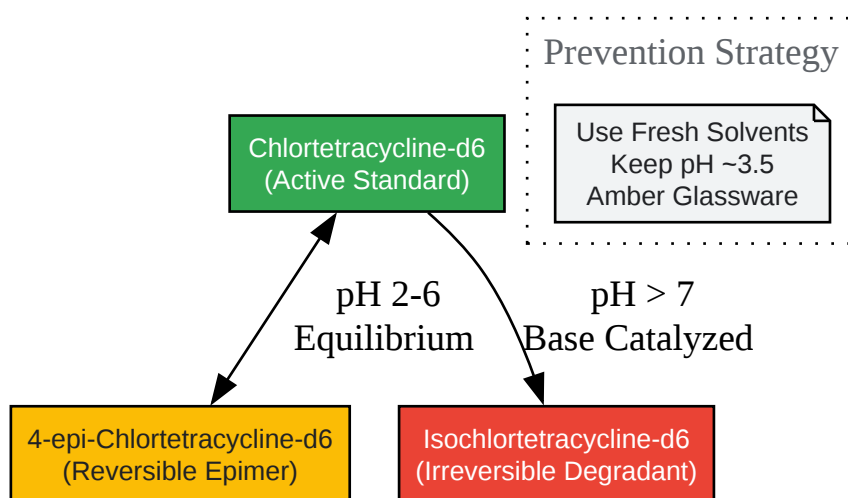 Prevention Strategy
Use Fresh Solvents
Keep pH ~3.5
Amber Glassware
Chlortetracycline-d6
(Active Standard)
pH 2-6
Equilibrium
pH > 7
Base Catalyzed
4-epi-Chlortetracycline-d6
(Reversible Epimer)
Isochlortetracycline-d6
(Irreversible Degradant)